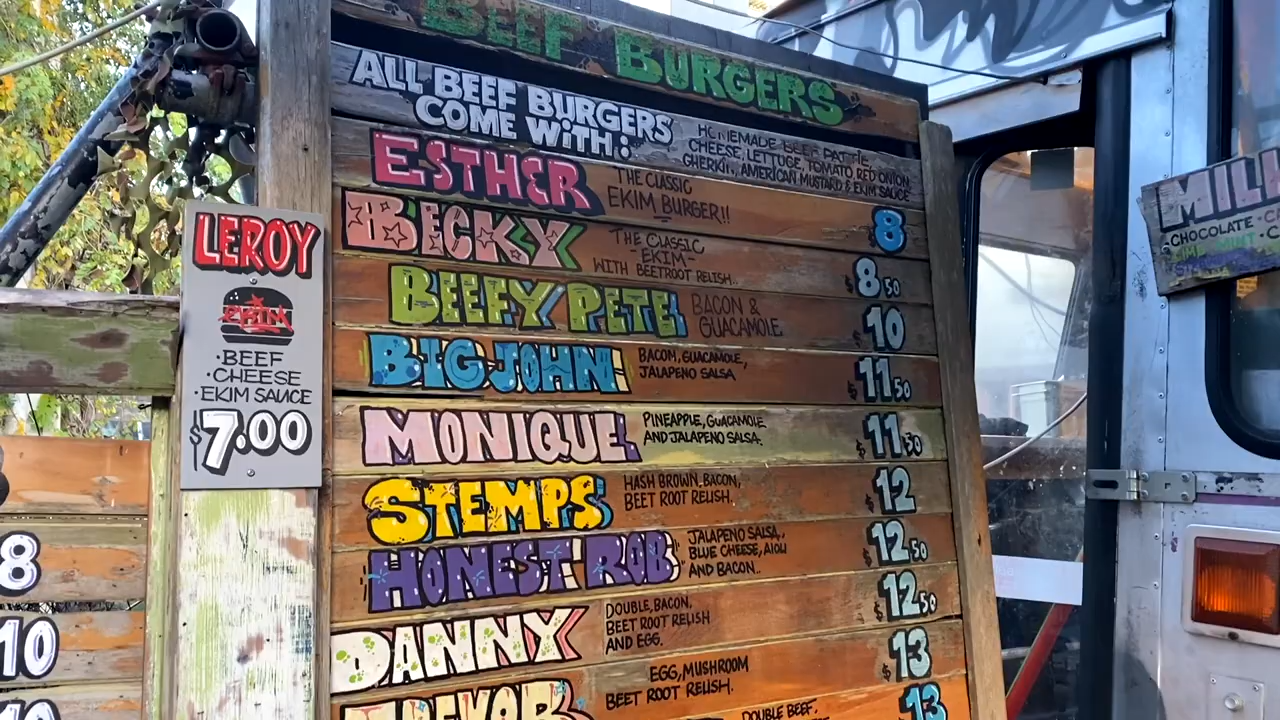 BEEF BURGERS
ALL BEEF BURGERS
COME WITH:
HOMEMADE BEEF PATTIE,
CHEESE, LETTUCE, TOMATO RED ONION
GHERKIN, AMERICAN MUSTARD & EKIM SAUCE
ESTHER
THE CLASSIC
EKIM BURGER!!
8
BECKY
THE CLASSIC
-EKIM-
WITH BEETROOT RELISH..
$8.50
BEEFY PETE
BACON &
GUACAMOLE
10
BIG JOHN
BACON, GUACAMOLE,
JALAPENO SALSA
$11.50
MONIQUE
PINEAPPLE, GUACAMOLE
AND JALAPENO SALSA.
$11.50
STEMPS
HASH BROWN, BACON,
BEET ROOT RELISH.
$12
HONEST ROB
JALAPENO SALSA,
BLUE CHEESE, AIOLI
AND BACON..
$12.50
DANNY
DOUBLE, BACON,
BEET ROOT RELISH
AND EGG.
$12.50
TREVOR
EGG, MUSHROOM
BEET ROOT RELISH.
$13
DOUBLE BEEF,
13
LEROY
EKIM
·BEEF
·CHEESE
·EKIM SAUCE
$7.00
8
10
10
MIL
·CHOCOLATE ·C
LIME ·MINT ·C